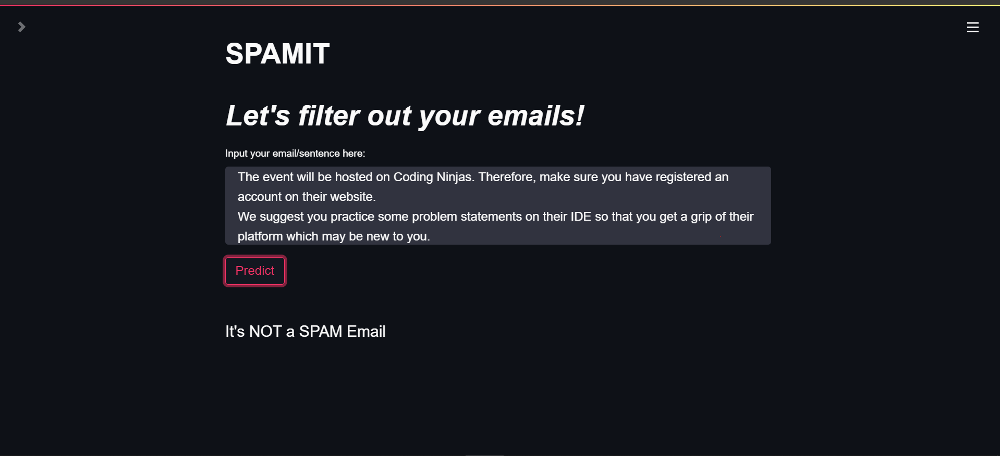 SPAMIT
Let's filter out your emails!
Input your email/sentence here:
The event will be hosted on Coding Ninjas. Therefore, make sure you have registered an
account on their website.
We suggest you practice some problem statements on their IDE so that you get a grip of their
platform which may be new to you.
Predict
It's NOT a SPAM Email